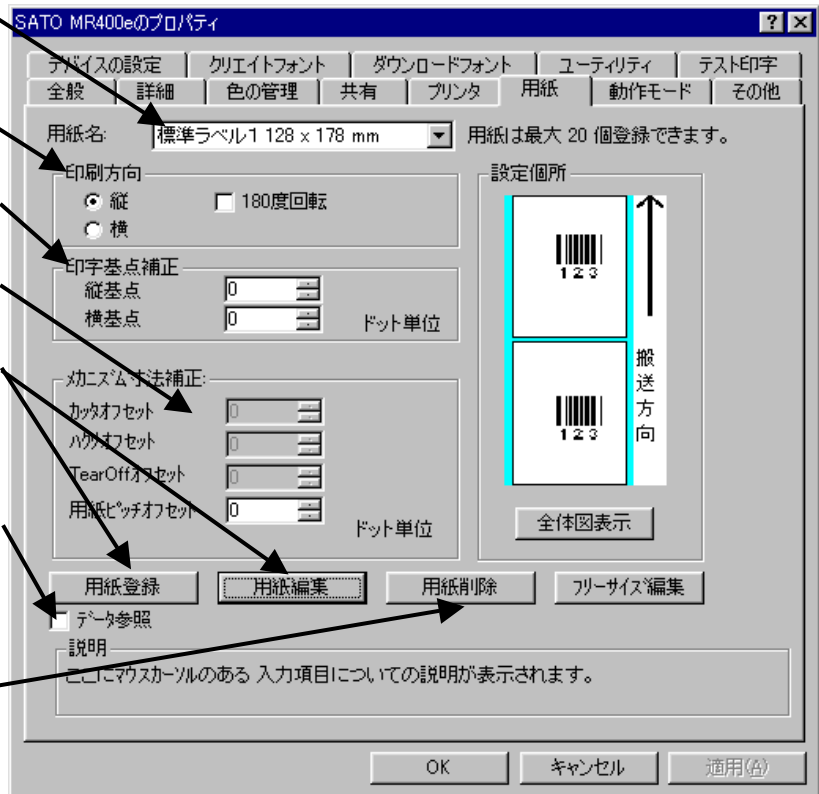 SATO MR400eのプロパティ
デバイスの設定 クリエイトフォント ダウンロードフォント ユーティリティ テスト印字
全般 詳細 色の管理 共有 プリンタ 用紙 動作モード その他
用紙名: 標準ラベル1 128 x 178 mm 用紙は最大 20 個登録できます。
印刷方向
縦 180度回転
横
印字基点補正
縦基点 0
横基点 0 ドット単位
メカニズム寸法補正:
カッタオフセット 0
ハクリオフセット 0
TearOffオフセット 0
用紙ピッチオフセット 0
ドット単位
設定個所
123
123
搬送方向
全体図表示
用紙登録 用紙編集 用紙削除 フリーサイズ編集
データ参照
説明
ここにマウスカーソルのある 入力項目についての説明が表示されます。
OK キャンセル 適用(A)